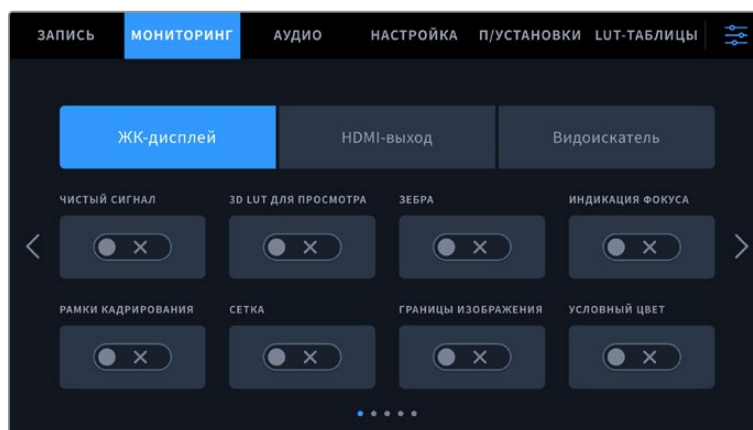 ЗАПИСЬ МОНИТОРИНГ АУДИО НАСТРОЙКА П/УСТАНОВКИ LUT-ТАБЛИЦЫ
ЖК-дисплей HDMI-выход Видоискатель
ЧИСТЫЙ СИГНАЛ 3D LUT ДЛЯ ПРОСМОТРА ЗЕБРА ИНДИКАЦИЯ ФОКУСА
РАМКИ КАДРИРОВАНИЯ СЕТКА ГРАНИЦЫ ИЗОБРАЖЕНИЯ УСЛОВНЫЙ ЦВЕТ